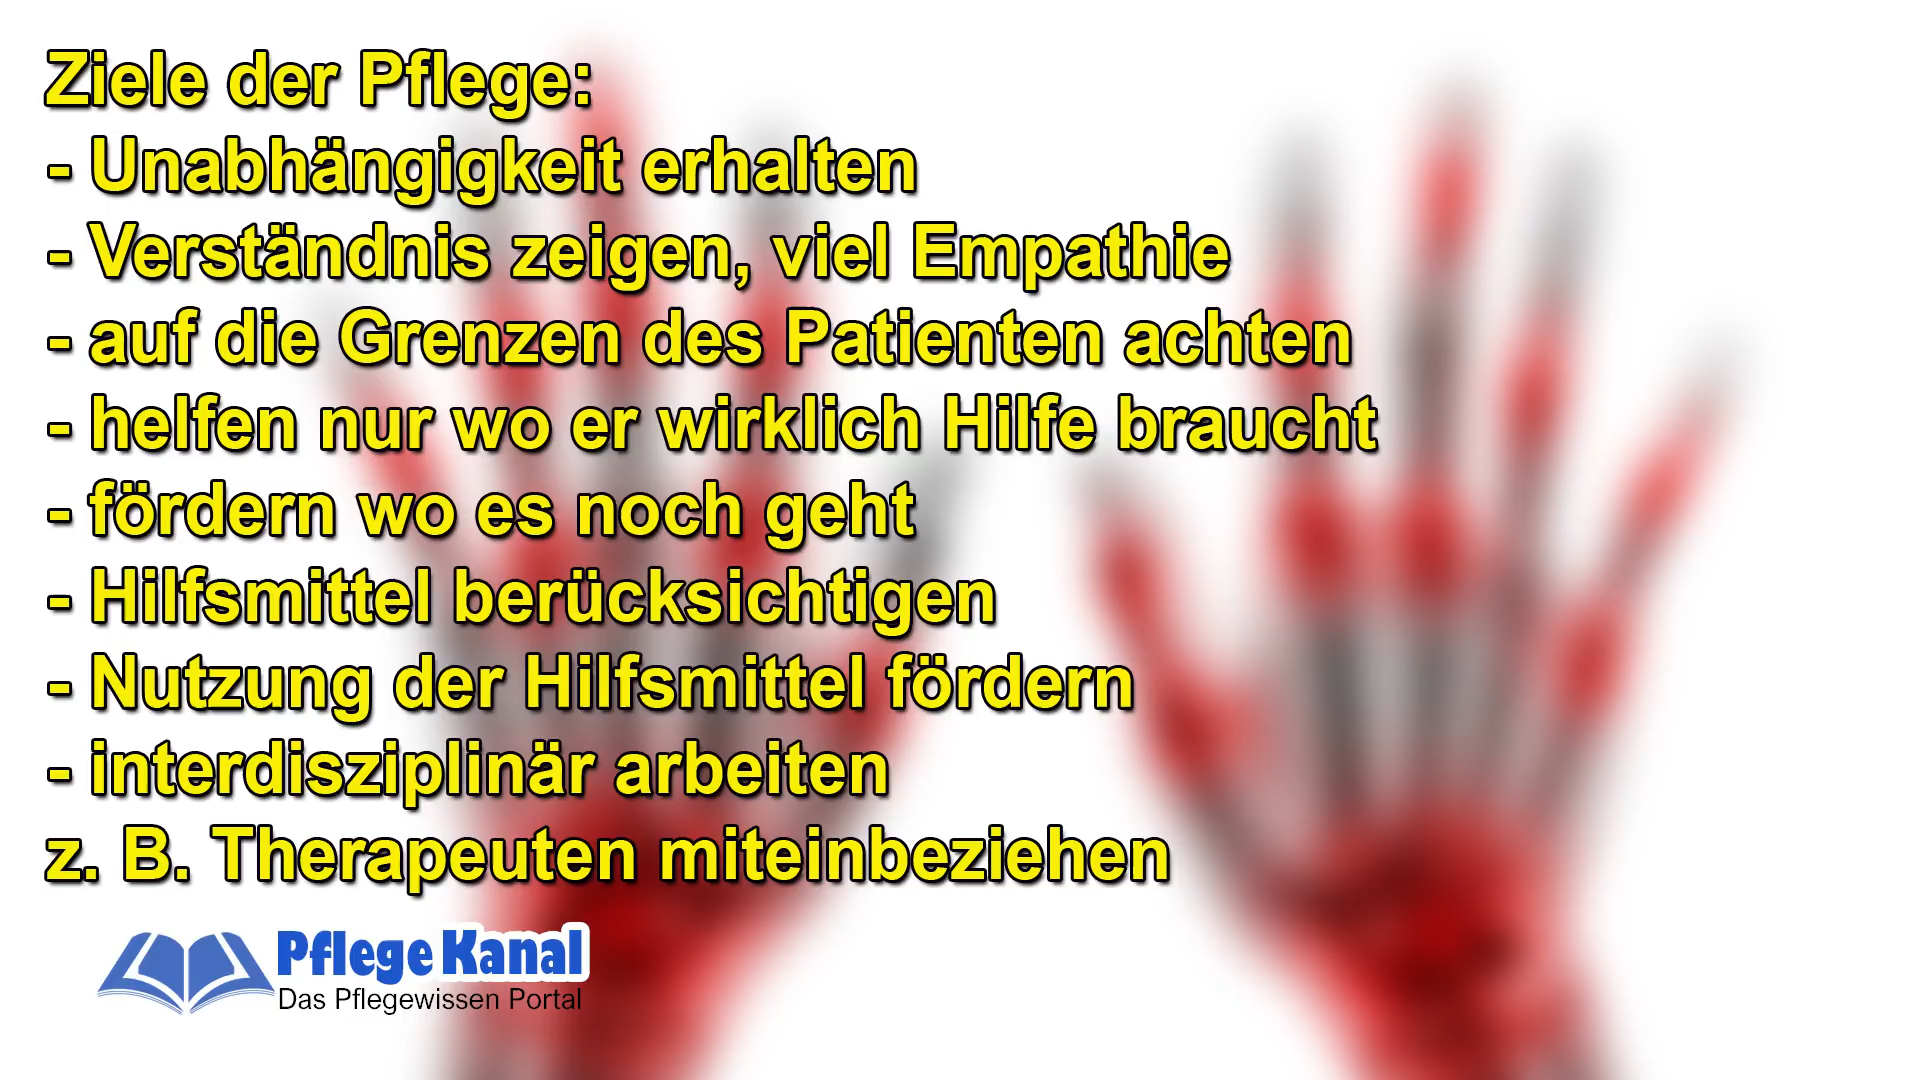 Ziele der Pflege:
- Unabhängigkeit erhalten
- Verständnis zeigen, viel Empathie
- auf die Grenzen des Patienten achten
- helfen nur wo er wirklich Hilfe braucht
- fördern wo es noch geht
- Hilfsmittel berücksichtigen
- Nutzung der Hilfsmittel fördern
- interdisziplinär arbeiten
z. B. Therapeuten miteinbeziehen
Pflege Kanal
Das Pflegewissen Portal